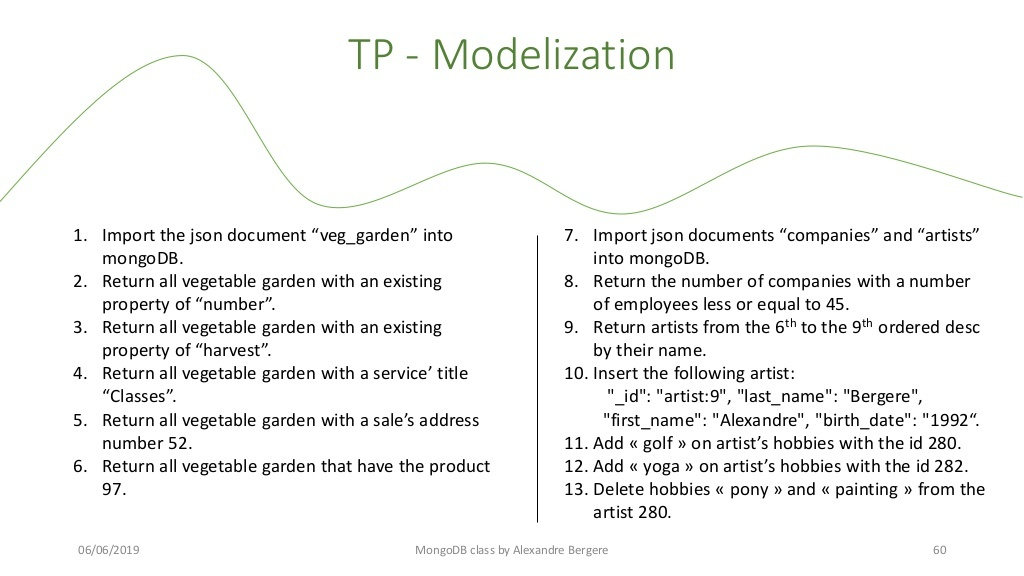 TP - Modelization
1. Import the json document “veg_garden” into
mongoDB.
2. Return all vegetable garden with an existing
property of “number”.
3. Return all vegetable garden with an existing
property of “harvest”.
4. Return all vegetable garden with a service’ title
“Classes”.
5. Return all vegetable garden with a sale’s address
number 52.
6. Return all vegetable garden that have the product
97.
7. Import json documents “companies” and “artists”
into mongoDB.
8. Return the number of companies with a number
of employees less or equal to 45.
9. Return artists from the 6th to the 9th ordered desc
by their name.
10. Insert the following artist:
"_id": "artist:9", "last_name": "Bergere",
"first_name": "Alexandre", "birth_date": "1992“.
11. Add « golf » on artist’s hobbies with the id 280.
12. Add « yoga » on artist’s hobbies with the id 282.
13. Delete hobbies « pony » and « painting » from the
artist 280.
06/06/2019
MongoDB class by Alexandre Bergere
60